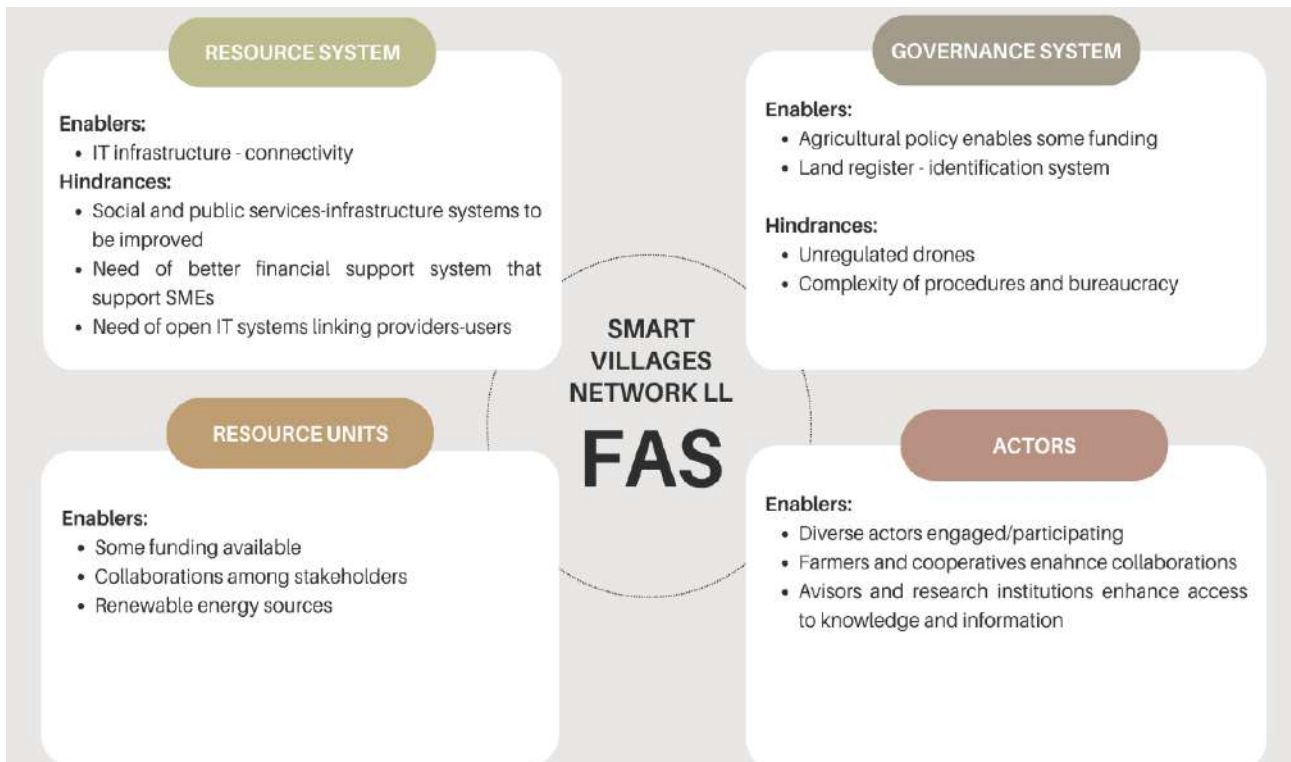 RESOURCE SYSTEM
Enablers:
• IT infrastructure - connectivity
Hindrances:
• Social and public services-infrastructure systems to
be improved
• Need of better financial support system that
support SMEs
• Need of open IT systems linking providers-users
GOVERNANCE SYSTEM
Enablers:
• Agricultural policy enables some funding
• Land register - identification system
Hindrances:
• Unregulated drones
• Complexity of procedures and bureaucracy
SMART
VILLAGES
NETWORK LL
FAS
RESOURCE UNITS
Enablers:
• Some funding available
• Collaborations among stakeholders
• Renewable energy sources
ACTORS
Enablers:
• Diverse actors engaged/participating
• Farmers and cooperatives enahnce collaborations
• Avisors and research institutions enhance access
to knowledge and information